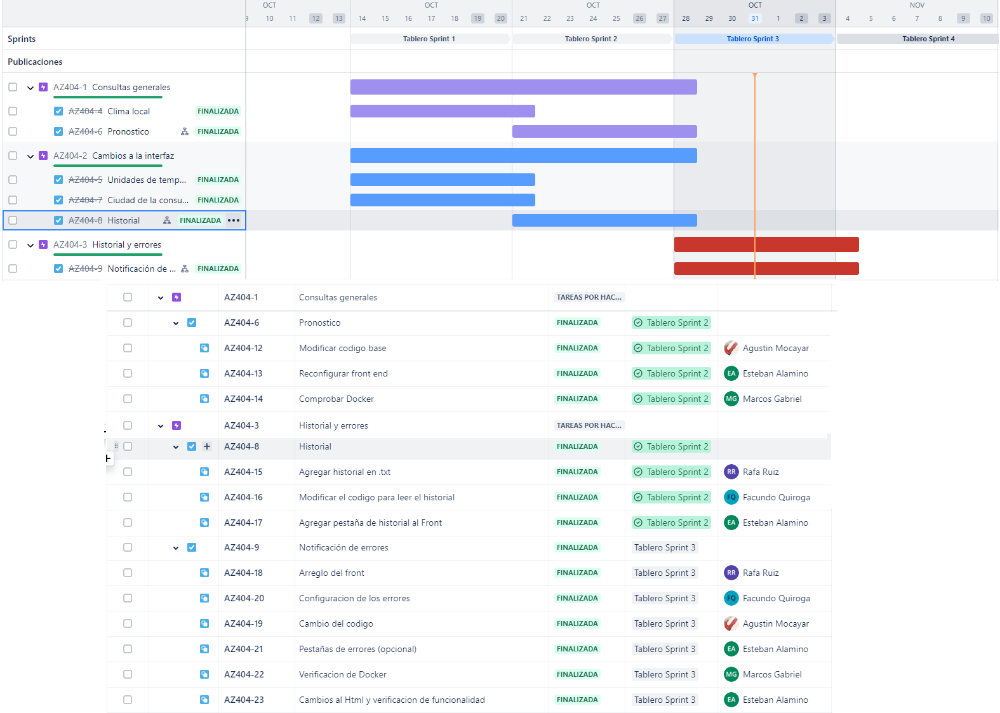 OCT OCT OCT OCT NOV
9 10 11 12 13 14 15 16 17 18 19 20 21 22 23 24 25 26 27 28 29 30 31 1 2 3 4 5 6 7 8 9 10
Sprints Tablero Sprint 1 Tablero Sprint 2 Tablero Sprint 3 Tablero Sprint 4
Publicaciones
AZ404-1 Consultas generales
AZ404-4 Clima local FINALIZADA
AZ404-6 Pronostico FINALIZADA
AZ404-2 Cambios a la interfaz
AZ404-5 Unidades de temp... FINALIZADA
AZ404-7 Ciudad de la consu... FINALIZADA
AZ404-8 Historial FINALIZADA
AZ404-3 Historial y errores
AZ404-9 Notificación de ... FINALIZADA
AZ404-1 Consultas generales TAREAS POR HAC...
AZ404-6 Pronostico FINALIZADA Tablero Sprint 2
AZ404-12 Modificar codigo base FINALIZADA Tablero Sprint 2 Agustin Mocayar
AZ404-13 Reconfigurar front end FINALIZADA Tablero Sprint 2 EA Esteban Alamino
AZ404-14 Comprobar Docker FINALIZADA Tablero Sprint 2 MG Marcos Gabriel
AZ404-3 Historial y errores TAREAS POR HAC...
AZ404-8 Historial FINALIZADA Tablero Sprint 2
AZ404-15 Agregar historial en .txt FINALIZADA Tablero Sprint 2 RR Rafa Ruiz
AZ404-16 Modificar el codigo para leer el historial FINALIZADA Tablero Sprint 2 FQ Facundo Quiroga
AZ404-17 Agregar pestaña de historial al Front FINALIZADA Tablero Sprint 2 EA Esteban Alamino
AZ404-9 Notificación de errores FINALIZADA Tablero Sprint 3
AZ404-18 Arreglo del front FINALIZADA Tablero Sprint 3 RR Rafa Ruiz
AZ404-20 Configuracion de los errores FINALIZADA Tablero Sprint 3 FQ Facundo Quiroga
AZ404-19 Cambio del codigo FINALIZADA Tablero Sprint 3 Agustin Mocayar
AZ404-21 Pestañas de errores (opcional) FINALIZADA Tablero Sprint 3 EA Esteban Alamino
AZ404-22 Verificacion de Docker FINALIZADA Tablero Sprint 3 MG Marcos Gabriel
AZ404-23 Cambios al Html y verificacion de funcionalidad FINALIZADA Tablero Sprint 3 EA Esteban Alamino